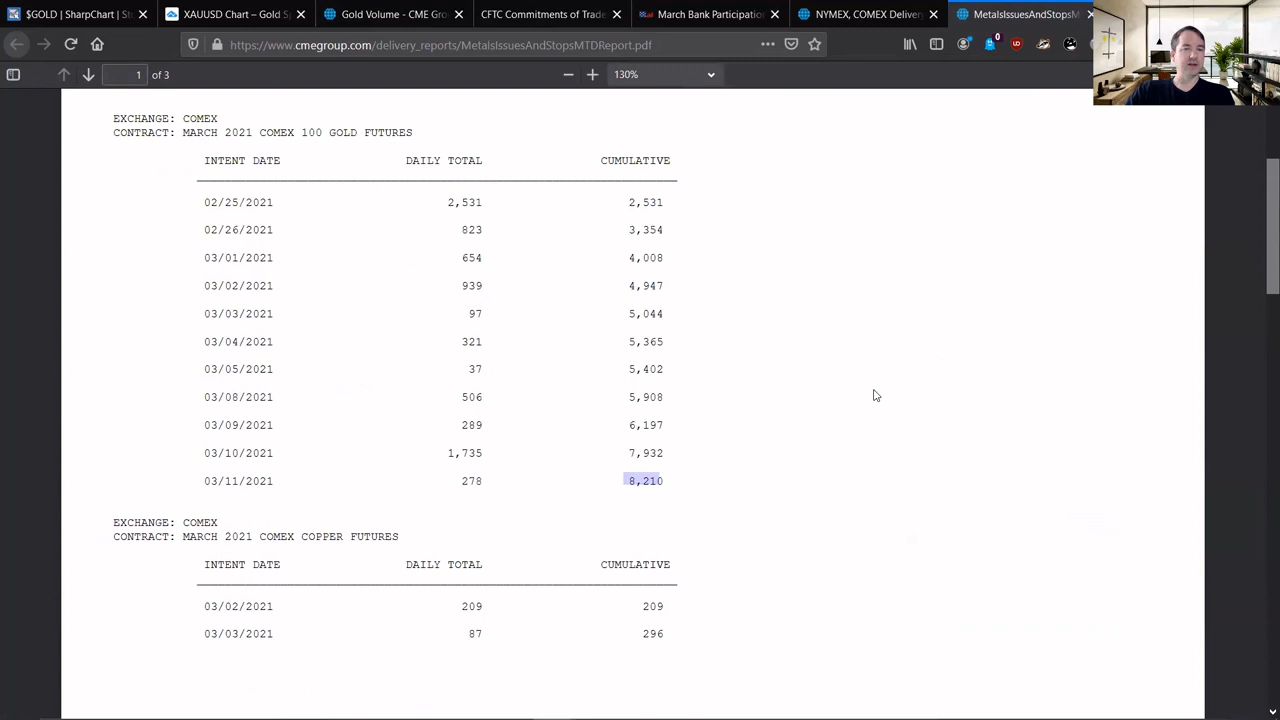 $GOLD | SharpChart | St
XAUUSD Chart – Gold S
Gold Volume - CME Gro
CFTC Commitments of Trade
March Bank Participatio
NYMEX, COMEX Deliver
MetalsIssuesAndStopsMT
https://www.cmegroup.com/delivery_reports/MetalsIssuesAndStopsMTDReport.pdf
0
1 of 3
130%
EXCHANGE: COMEX
CONTRACT: MARCH 2021 COMEX 100 GOLD FUTURES
INTENT DATE DAILY TOTAL CUMULATIVE
02/25/2021 2,531 2,531
02/26/2021 823 3,354
03/01/2021 654 4,008
03/02/2021 939 4,947
03/03/2021 97 5,044
03/04/2021 321 5,365
03/05/2021 37 5,402
03/08/2021 506 5,908
03/09/2021 289 6,197
03/10/2021 1,735 7,932
03/11/2021 278 8,210
EXCHANGE: COMEX
CONTRACT: MARCH 2021 COMEX COPPER FUTURES
INTENT DATE DAILY TOTAL CUMULATIVE
03/02/2021 209 209
03/03/2021 87 296